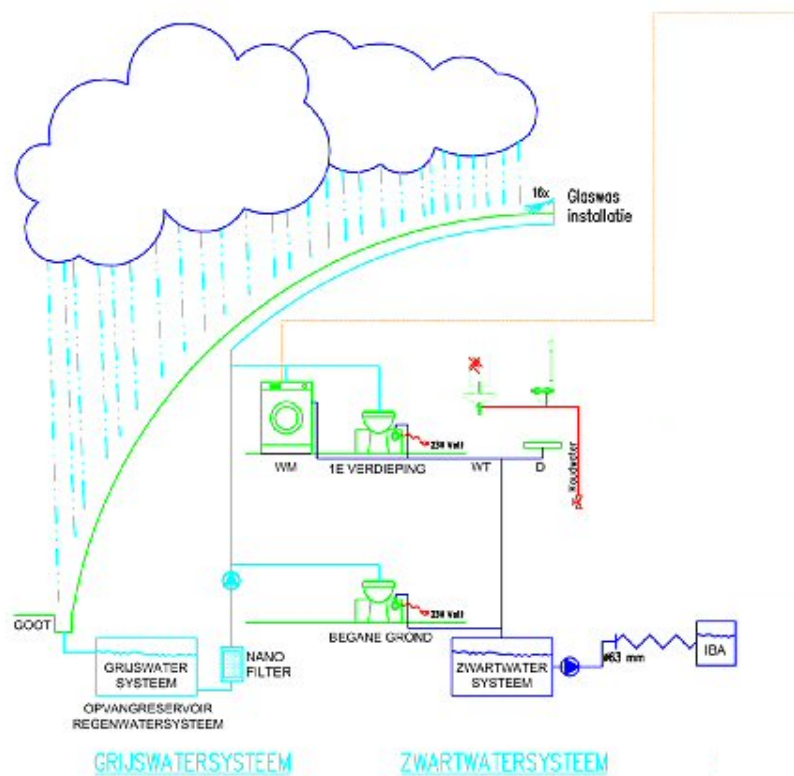 16x
Glaswas
installatie
230 Volt
WM
1E VERDIEPING
WT
D
Koudwater
230 Volt
GOOT
BEGANE GROND
GRIJSWATER
SYSTEEM
NANO
FILTER
ZWARTWATER
SYSTEEM
ø63 mm
IBA
OPVANGRESERVOIR
REGENWATERSYSTEEM
GRIJSWATERSYSTEEM
ZWARTWATERSYSTEEM